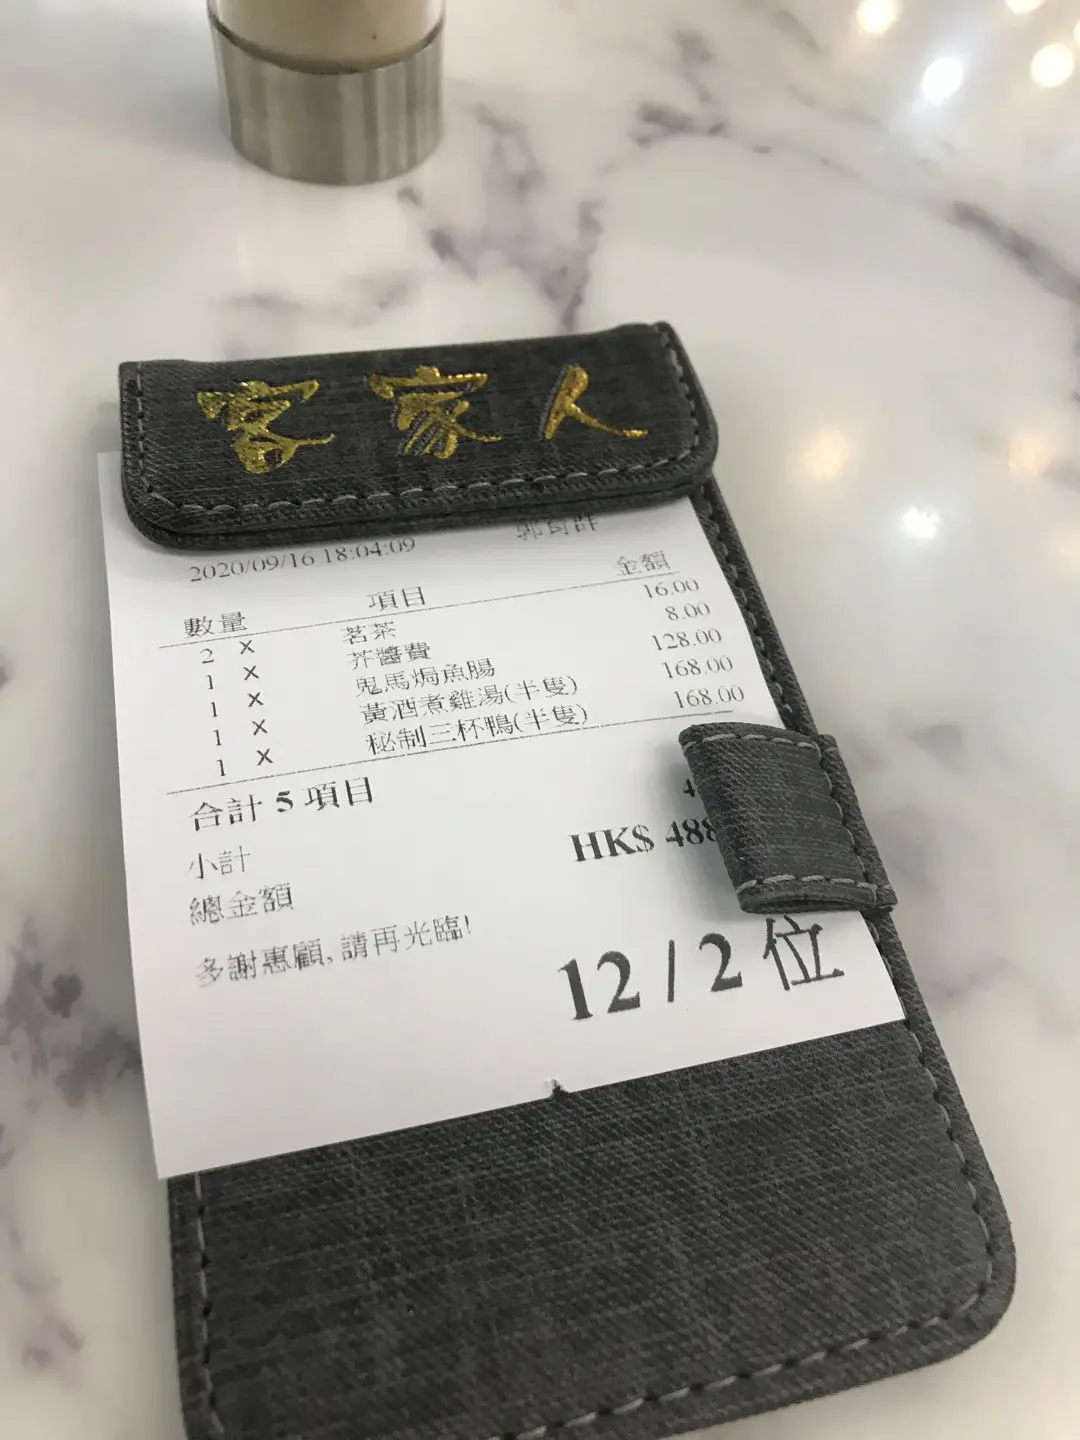 客家人
2020/09/16 18:04:09
數量 項目 金額
2 x 茗茶 16.00
1 x 芥醬費 8.00
1 x 鬼馬焗魚腸 128.00
1 x 黃酒煮雞湯(半隻) 168.00
1 x 秘制三杯鴨(半隻) 168.00
合計 5 項目
小計 4
總金額 HK$ 488
多謝惠顧, 請再光臨!
12 / 2 位